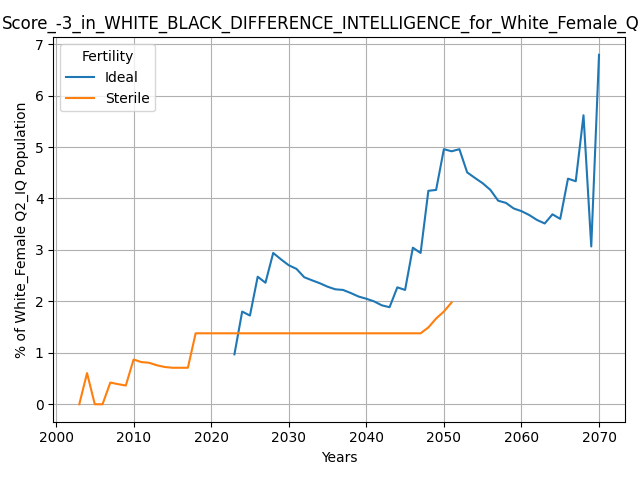 Score_-3_in_WHITE_BLACK_DIFFERENCE_INTELLIGENCE_for_White_Female_Q
7
6
5
4
3
2
1
0
% of White_Female Q2_IQ Population
Fertility
Ideal
Sterile
2000 2010 2020 2030 2040 2050 2060 2070
Years